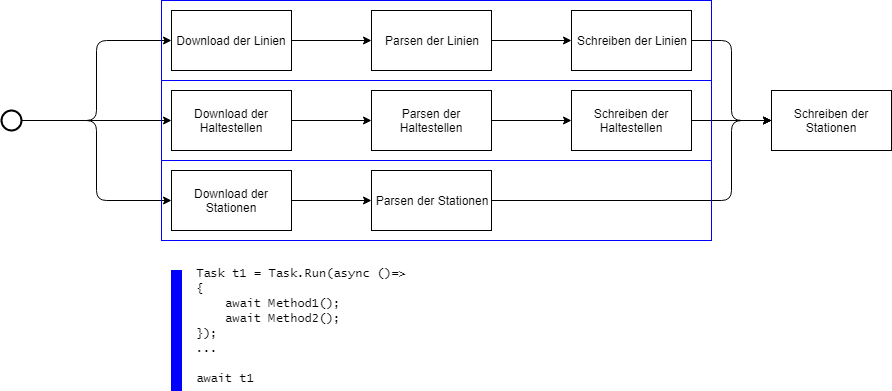 Download der Linien
Parsen der Linien
Schreiben der Linien
Download der
Haltestellen
Parsen der
Haltestellen
Schreiben der
Haltestellen
Schreiben der
Stationen
Download der
Stationen
Parsen der Stationen
Task t1 = Task.Run(async ()=>
{
    await Method1();
    await Method2();
});
...
await t1